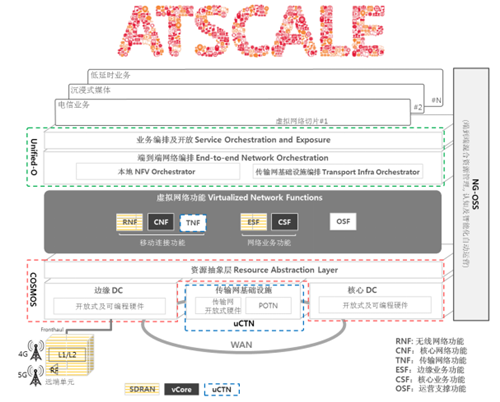 ATSCALE
低延时业务
沉浸式媒体
电信业务
#N
#2
虚拟网络切片#1
Unified-O
业务编排及开放 Service Orchestration and Exposure
端到端网络编排 End-to-end Network Orchestration
本地 NFV Orchestrator
传输网基础设施编排 Transport Infra Orchestrator
虚拟网络功能 Virtualized Network Functions
RNF
CNF
TNF
ESF
CSF
OSF
移动连接功能
网络业务功能
NG-OSS
COSMOS
资源抽象层 Resource Abstraction Layer
边缘 DC
开放式及可编程硬件
传输网基础设施
传输网
开放式硬件
POTN
uCTN
核心 DC
开放式及可编程硬件
WAN
Fronthaul
4G
5G
L1/L2
RF
远端单元
SDRAN
vCore
uCTN
RNF: 无线网络功能
CNF: 核心网络功能
TNF: 传输网络功能
ESF: 边缘业务功能
CSF: 核心业务功能
OSF: 运营支撑功能